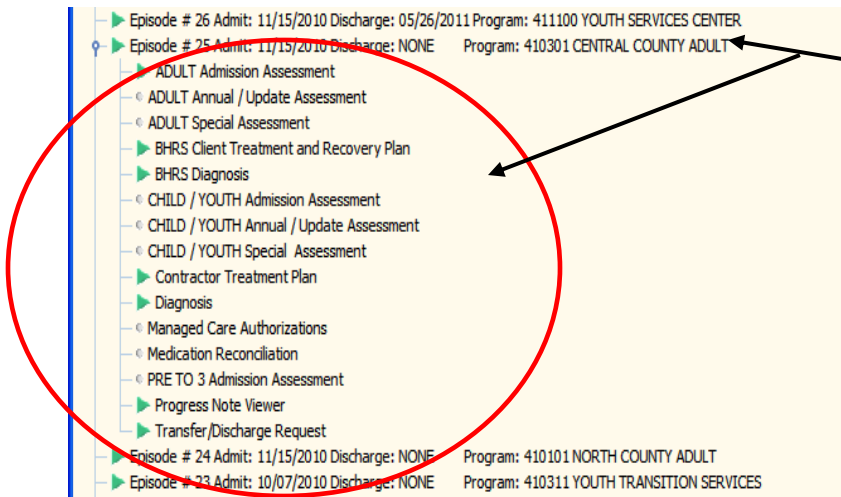 Episode # 26 Admit: 11/15/2010 Discharge: 05/26/2011 Program: 411100 YOUTH SERVICES CENTER
Episode # 25 Admit: 11/15/2010 Discharge: NONE Program: 410301 CENTRAL COUNTY ADULT
ADULT Admission Assessment
ADULT Annual / Update Assessment
ADULT Special Assessment
BHRS Client Treatment and Recovery Plan
BHRS Diagnosis
CHILD / YOUTH Admission Assessment
CHILD / YOUTH Annual / Update Assessment
CHILD / YOUTH Special Assessment
Contractor Treatment Plan
Diagnosis
Managed Care Authorizations
Medication Reconciliation
PRE TO 3 Admission Assessment
Progress Note Viewer
Transfer/Discharge Request
Episode # 24 Admit: 11/15/2010 Discharge: NONE Program: 410101 NORTH COUNTY ADULT
Episode # 23 Admit: 10/07/2010 Discharge: NONE Program: 410311 YOUTH TRANSITION SERVICES